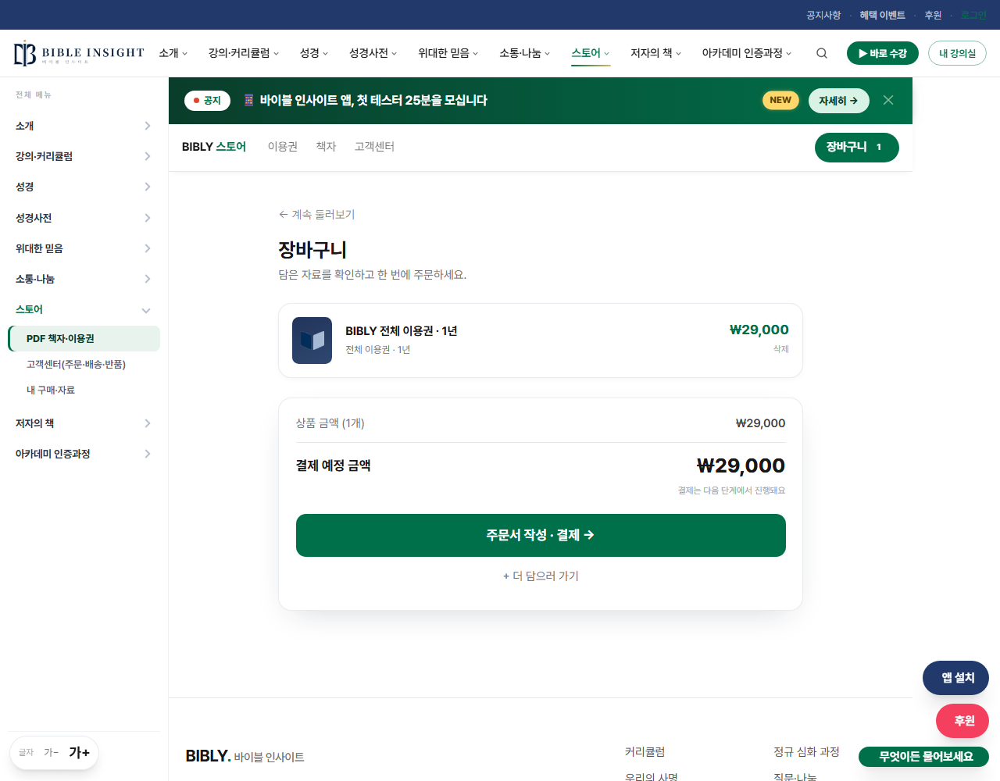 공지사항 · 혜택 이벤트 · 후원 · 로그인
BIBLE INSIGHT
바이블 인사이트
소개 강의·커리큘럼 성경 성경사전 위대한 믿음 소통·나눔 스토어 저자의 책 아카데미 인증과정
▶ 바로 수강 내 강의실
전체 메뉴
소개
강의·커리큘럼
성경
성경사전
위대한 믿음
소통·나눔
스토어
PDF 책자·이용권
고객센터(주문·배송·반품)
내 구매·자료
저자의 책
아카데미 인증과정
글자 가- 가+
공지 바이블 인사이트 앱, 첫 테스터 25분을 모십니다 NEW 자세히 →
BIBLY 스토어 이용권 책자 고객센터 장바구니 1
← 계속 둘러보기
장바구니
담은 자료를 확인하고 한 번에 주문하세요.
BIBLY 전체 이용권 · 1년 ₩29,000
전체 이용권 · 1년 삭제
상품 금액 (1개) ₩29,000
결제 예정 금액 ₩29,000
결제는 다음 단계에서 진행돼요
주문서 작성 · 결제 →
+ 더 담으러 가기
앱 설치
후원
무엇이든 물어보세요
BIBLY. 바이블 인사이트
커리큘럼 정규 심화 과정
우리의 사명 질문·나눔